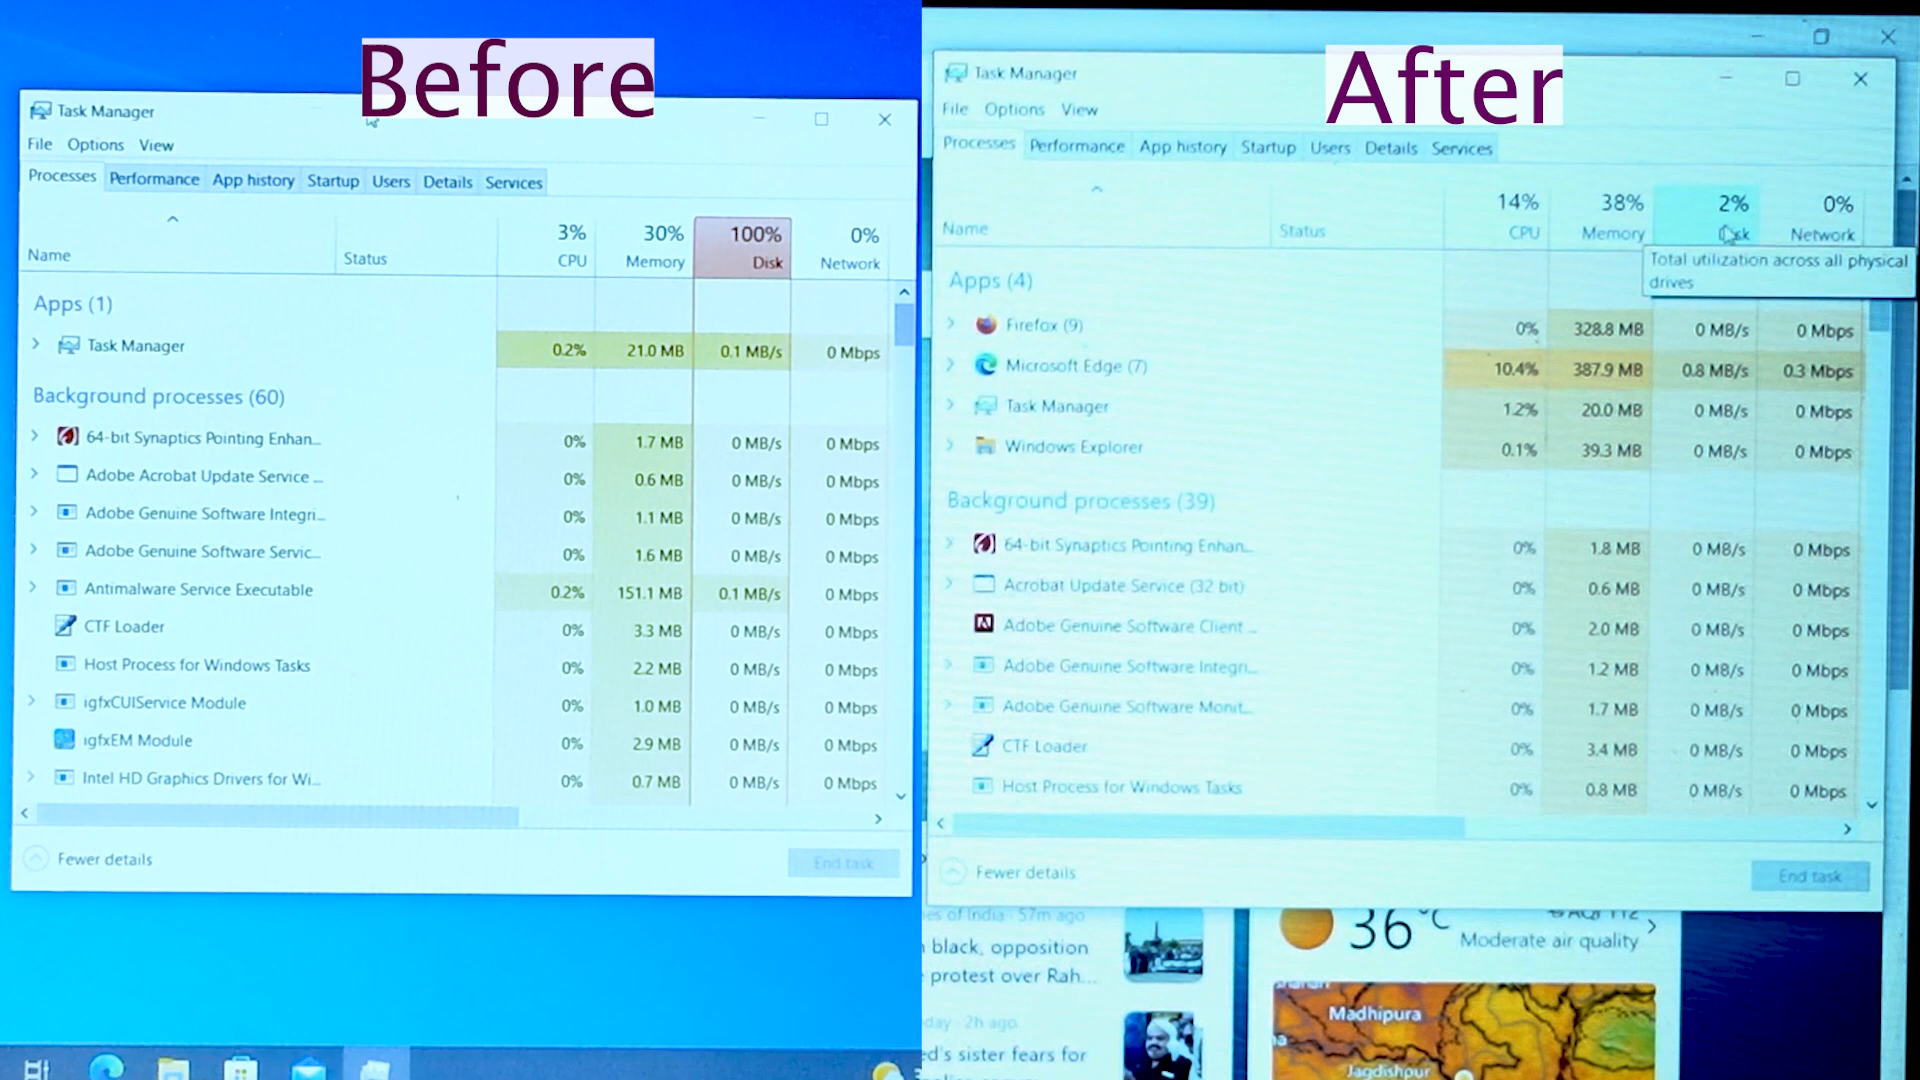 Before
Task Manager
File Options View
Processes Performance App history Startup Users Details Services
3% 30% 100% 0%
Name Status CPU Memory Disk Network
Apps (1)
Task Manager 0.2% 21.0 MB 0.1 MB/s 0 Mbps
Background processes (60)
64-bit Synaptics Pointing Enhan... 0% 1.7 MB 0 MB/s 0 Mbps
Adobe Acrobat Update Service ... 0% 0.6 MB 0 MB/s 0 Mbps
Adobe Genuine Software Integri... 0% 1.1 MB 0 MB/s 0 Mbps
Adobe Genuine Software Servic... 0% 1.6 MB 0 MB/s 0 Mbps
Antimalware Service Executable 0.2% 151.1 MB 0.1 MB/s 0 Mbps
CTF Loader 0% 3.3 MB 0 MB/s 0 Mbps
Host Process for Windows Tasks 0% 2.2 MB 0 MB/s 0 Mbps
igfxCUIService Module 0% 1.0 MB 0 MB/s 0 Mbps
igfxEM Module 0% 2.9 MB 0 MB/s 0 Mbps
Intel HD Graphics Drivers for Wi... 0% 0.7 MB 0 MB/s 0 Mbps
Fewer details End task
After
Task Manager
File Options View
Processes Performance App history Startup Users Details Services
14% 38% 2% 0%
Name Status CPU Memory Disk Network
Total utilization across all physical
drives
Apps (4)
Firefox (9) 0% 328.8 MB 0 MB/s 0 Mbps
Microsoft Edge (7) 10.4% 387.9 MB 0.8 MB/s 0.3 Mbps
Task Manager 1.2% 20.0 MB 0 MB/s 0 Mbps
Windows Explorer 0.1% 39.3 MB 0 MB/s 0 Mbps
Background processes (39)
64-bit Synaptics Pointing Enhan... 0% 1.8 MB 0 MB/s 0 Mbps
Acrobat Update Service (32 bit) 0% 0.6 MB 0 MB/s 0 Mbps
Adobe Genuine Software Client ... 0% 2.0 MB 0 MB/s 0 Mbps
Adobe Genuine Software Integri... 0% 1.2 MB 0 MB/s 0 Mbps
Adobe Genuine Software Monit... 0% 1.7 MB 0 MB/s 0 Mbps
CTF Loader 0% 3.4 MB 0 MB/s 0 Mbps
Host Process for Windows Tasks 0% 0.8 MB 0 MB/s 0 Mbps
Fewer details End task
of India · 57m ago
black, opposition
protest over Rah...
2h ago
sister fears for
36 °C
Moderate air quality
Madhipura
Jagdishpur